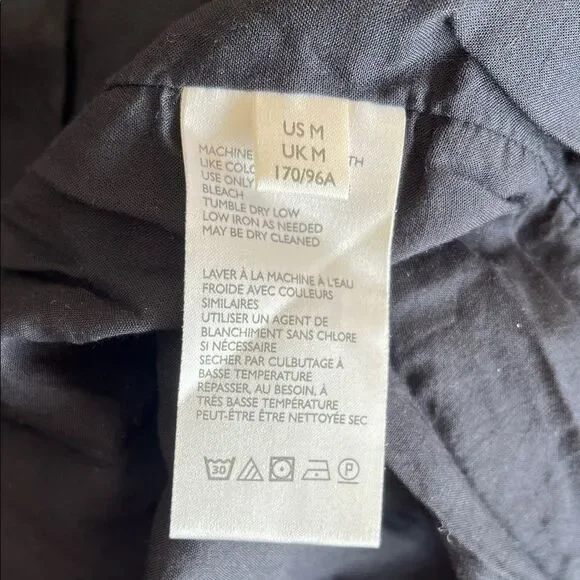 US M
UK M
170/96A
MACHINE TH
LIKE COLO
USE ONLY
BLEACH
TUMBLE DRY LOW
LOW IRON AS NEEDED
MAY BE DRY CLEANED
LAVER À LA MACHINE À L'EAU
FROIDE AVEC COULEURS
SIMILAIRES
UTILISER UN AGENT DE
BLANCHIMENT SANS CHLORE
SI NÉCESSAIRE
SECHER PAR CULBUTAGE À
BASSE TEMPERATURE
REPASSER, AU BESOIN, À
TRÈS BASSE TEMPÉRATURE
PEUT-ÊTRE ÊTRE NETTOYÉE SEC
30 P